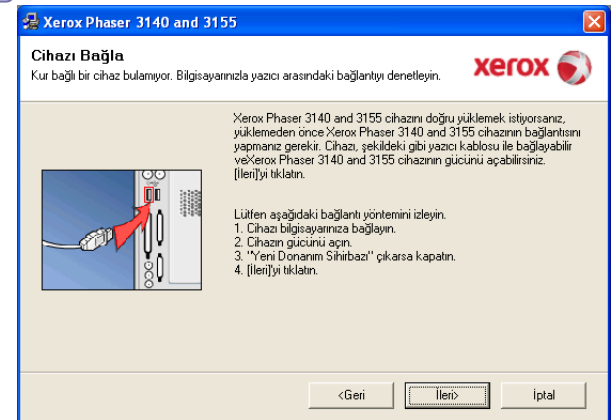 Xerox Phaser 3140 and 3155
Cihazı Bağla
Kur bağlı bir cihaz bulamıyor. Bilgisayarınızla yazıcı arasındaki bağlantıyı denetleyin.
xerox
Xerox Phaser 3140 and 3155 cihazını doğru yüklemek istiyorsanız,
yüklemeden önce Xerox Phaser 3140 and 3155 cihazının bağlantısını
yapmanız gerekir. Cihazı, şekildeki gibi yazıcı kablosu ile bağlayabilir
veXerox Phaser 3140 and 3155 cihazının gücünü açabilirsiniz.
[İleri]'yi tıklatın.
Lütfen aşağıdaki bağlantı yöntemini izleyin.
1. Cihazı bilgisayarınıza bağlayın.
2. Cihazın gücünü açın.
3. "Yeni Donanım Sihirbazı" çıkarsa kapatın.
4. [İleri]'yi tıklatın.
<Geri
İleri>
İptal